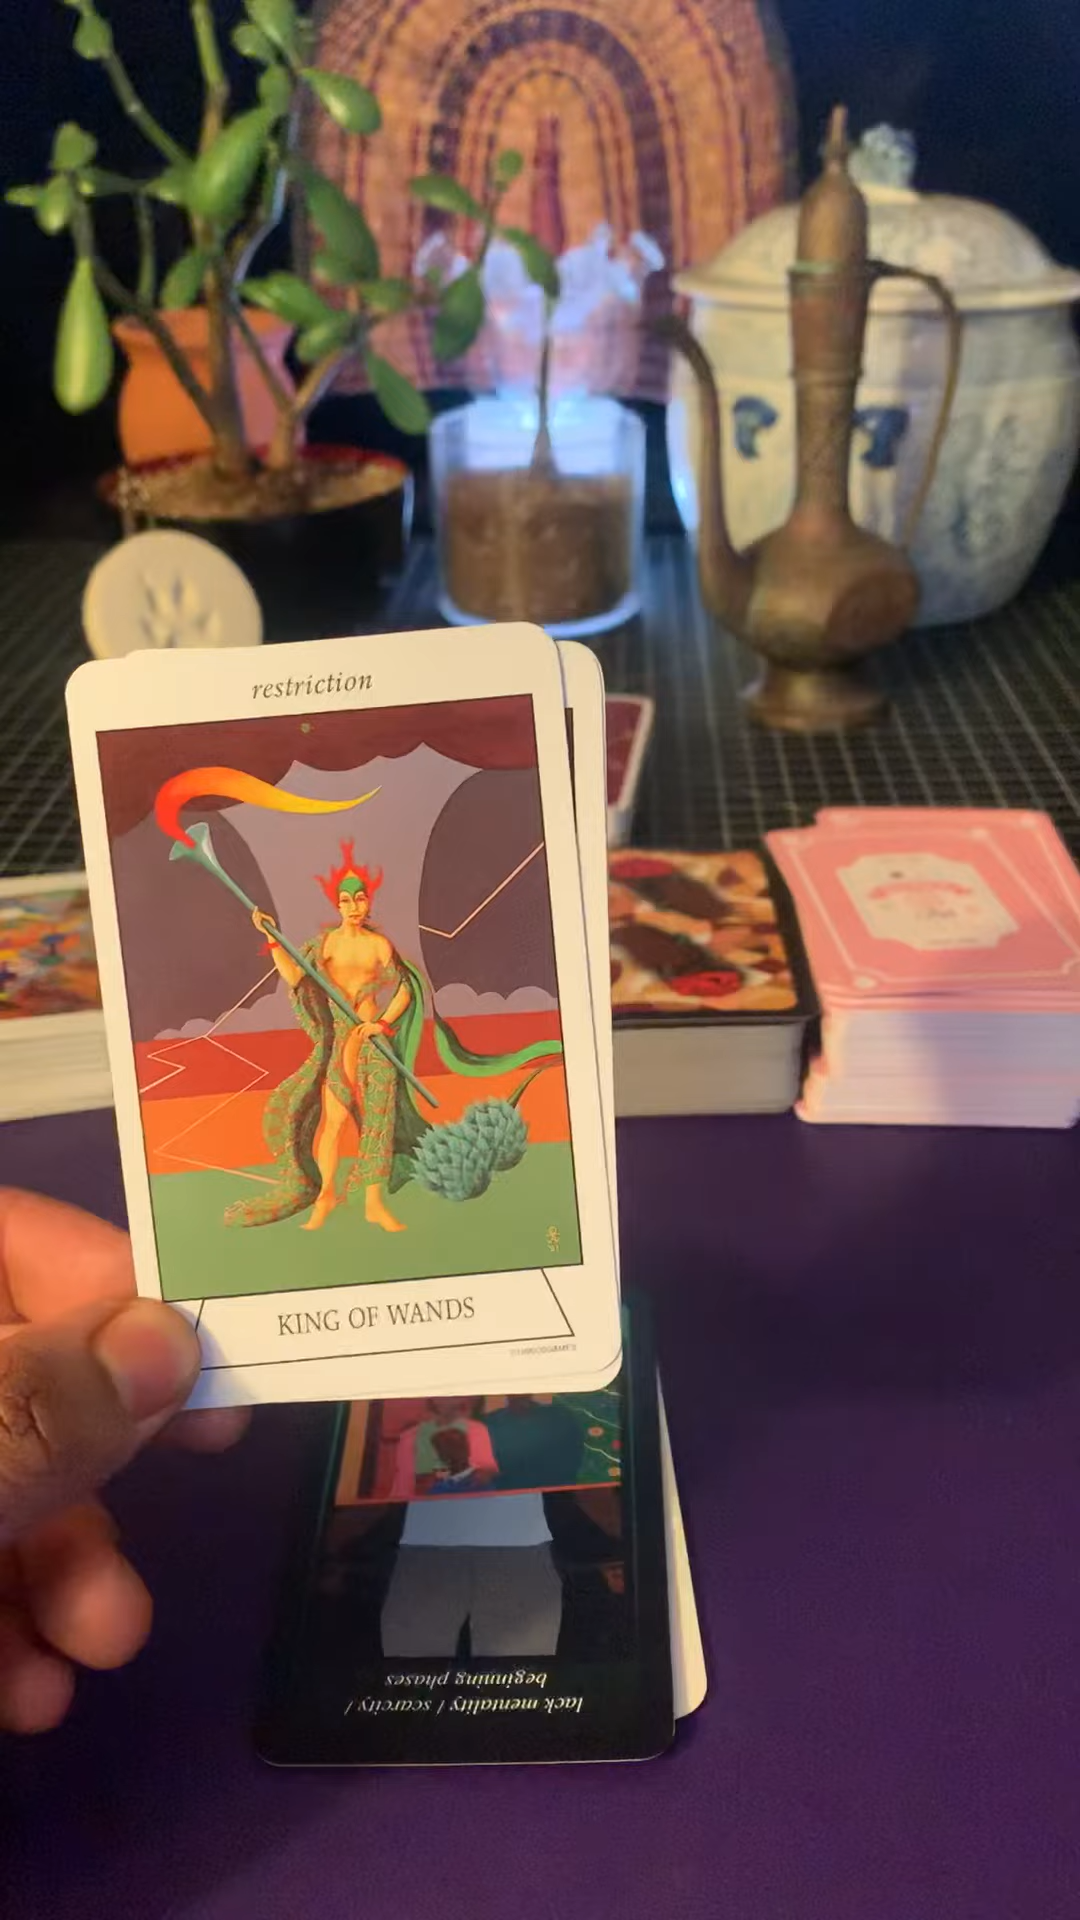 restriction
KING OF WANDS
lack mentality / scarcity /
beginning phases